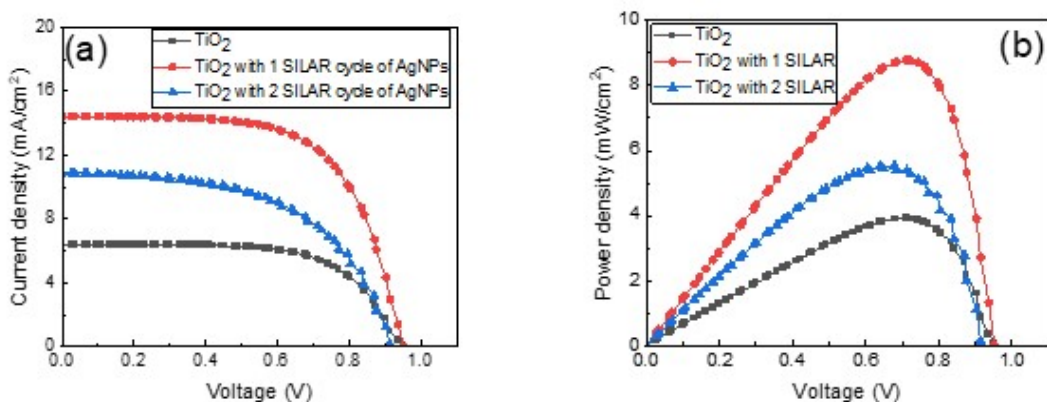 (a)
TiO2
TiO2 with 1 SILAR cycle of AgNPs
TiO2 with 2 SILAR cycle of AgNPs
Current density (mA/cm2)
20
16
12
8
4
0
0.0 0.2 0.4 0.6 0.8 1.0
Voltage (V)
(b)
TiO2
TiO2 with 1 SILAR
TiO2 with 2 SILAR
Power density (mW/cm2)
10
8
6
4
2
0
0.0 0.2 0.4 0.6 0.8 1.0
Voltage (V)